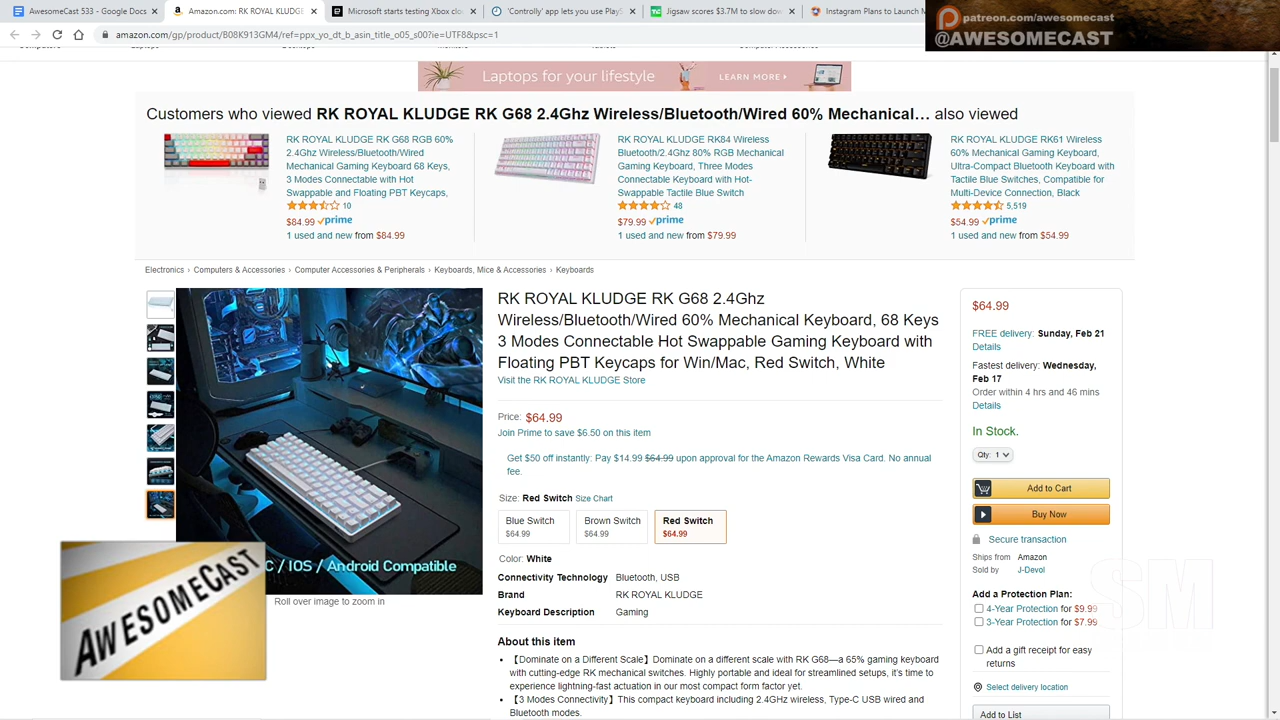 AwesomeCast 533 - Google Docs
Amazon.com: RK ROYAL KLUDGE
Microsoft starts testing Xbox
'Controlly' app lets you use PlayS
Jigsaw scores $3.7M to slow dow
Instagram Plans to Launch
patreon.com/awesomecast
@AWESOMECAST
amazon.com/gp/product/B08
Laptops for your lifestyle
LEARN MORE
Customers who viewed RK ROYAL KLUDGE RK G68 2.4Ghz Wireless/Bluetooth/Wired 60% Mechanical... also viewed
RK ROYAL KLUDGE RK G68 RGB 60%
2.4Ghz Wireless/Bluetooth/Wired
Mechanical Gaming Keyboard 68 Keys,
3 Modes Connectable with Hot
Swappable and Floating PBT Keycaps,
10
$84.99 prime
1 used and new from $84.99
RK ROYAL KLUDGE RK84 Wireless
Bluetooth/2.4Ghz 80% RGB Mechanical
Gaming Keyboard, Three Modes
Connectable Keyboard with Hot-
Swappable Tactile Blue Switch
48
$79.99 prime
1 used and new from $79.99
RK ROYAL KLUDGE RK61 Wireless
60% Mechanical Gaming Keyboard,
Ultra-Compact Bluetooth Keyboard with
Tactile Blue Switches, Compatible for
Multi-Device Connection, Black
5,519
$54.99 prime
1 used and new from $54.99
Electronics › Computers & Accessories › Computer Accessories & Peripherals › Keyboards, Mice & Accessories › Keyboards
C / IOS / Android Compatible
Roll over image to zoom in
AWESOMECAST
RK ROYAL KLUDGE RK G68 2.4Ghz
Wireless/Bluetooth/Wired 60% Mechanical Keyboard, 68 Keys
3 Modes Connectable Hot Swappable Gaming Keyboard with
Floating PBT Keycaps for Win/Mac, Red Switch, White
Visit the RK ROYAL KLUDGE Store
Price: $64.99
Join Prime to save $6.50 on this item
Get $50 off instantly: Pay $14.99 $64.99 upon approval for the Amazon Rewards Visa Card. No annual
fee.
Size: Red Switch Size Chart
Blue Switch
$64.99
Brown Switch
$64.99
Red Switch
$64.99
Color: White
Connectivity Technology Bluetooth, USB
Brand RK ROYAL KLUDGE
Keyboard Description Gaming
About this item
• 【Dominate on a Different Scale】Dominate on a different scale with RK G68—a 65% gaming keyboard
with cutting-edge RK mechanical switches. Highly portable and ideal for streamlined setups, it's time to
experience lightning-fast actuation in our most compact form factor yet.
• 【3 Modes Connectivity】This compact keyboard including 2.4GHz wireless, Type-C USB wired and
Bluetooth modes.
$64.99
FREE delivery: Sunday, Feb 21
Details
Fastest delivery: Wednesday,
Feb 17
Order within 4 hrs and 46 mins
Details
In Stock.
Qty: 1
Add to Cart
Buy Now
Secure transaction
Ships from Amazon
Sold by J-Devol
Add a Protection Plan:
4-Year Protection for $9.99
3-Year Protection for $7.99
Add a gift receipt for easy
returns
Select delivery location
Add to List
SM